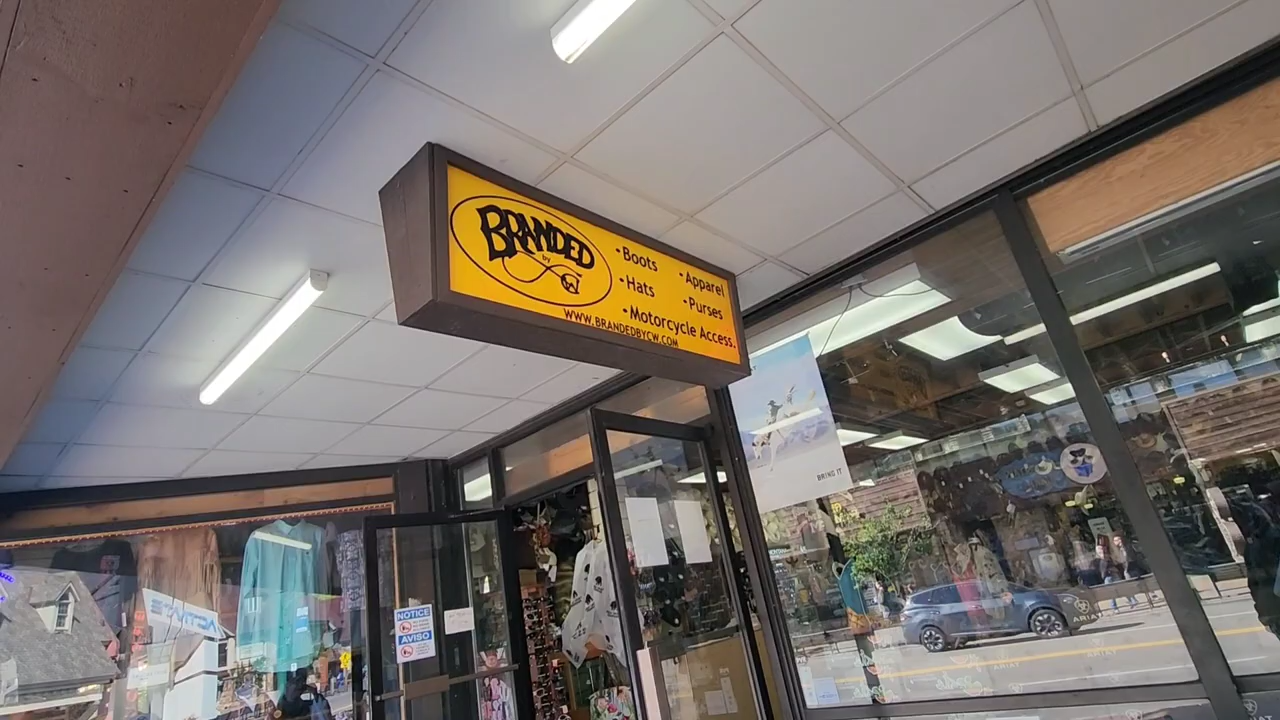 BRANDED
by
CW
•Boots
•Apparel
•Hats
•Purses
•Motorcycle Access.
WWW.BRANDEDBYCW.COM
BRING IT
NOTICE
AVISO
ARIAT